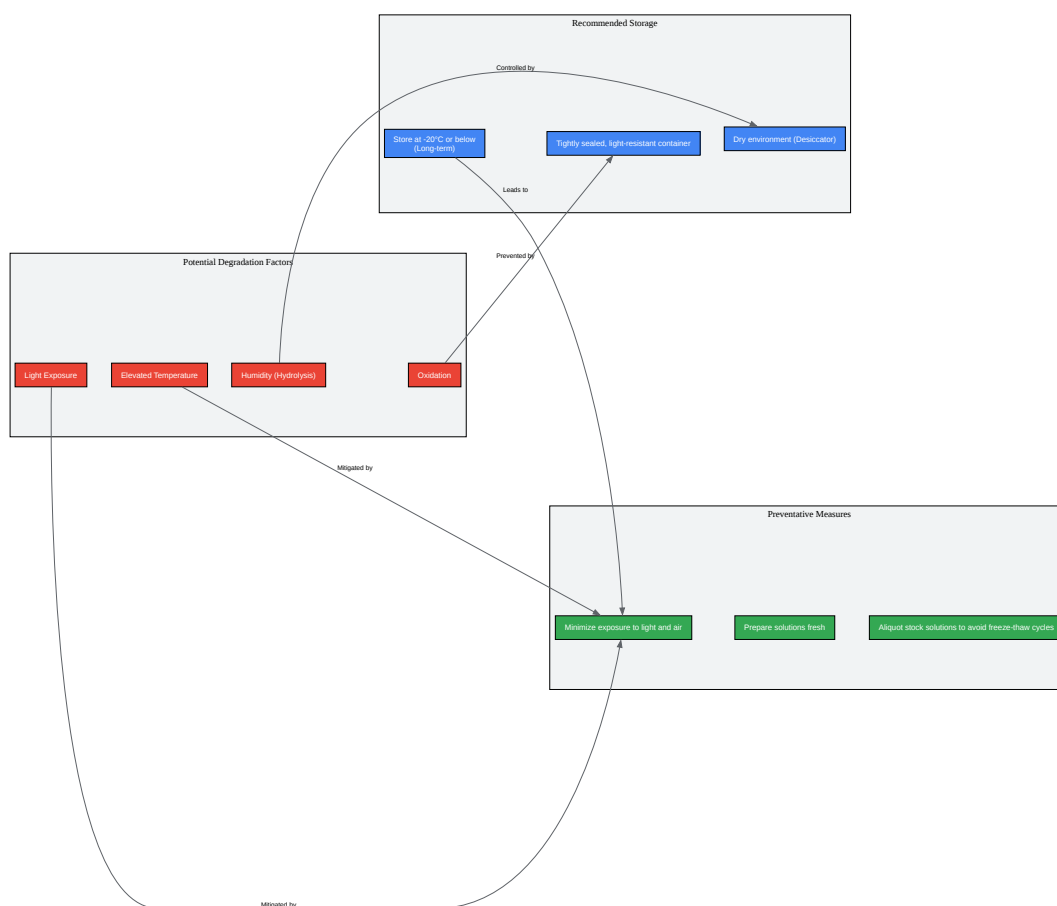 Recommended Storage
Controlled by
Store at -20°C or below
(Long-term)
Tightly sealed, light-resistant container
Dry environment (Desiccator)
Leads to
Prevented by
Potential Degradation Factors
Light Exposure
Elevated Temperature
Humidity (Hydrolysis)
Oxidation
Mitigated by
Preventative Measures
Minimize exposure to light and air
Prepare solutions fresh
Aliquot stock solutions to avoid freeze-thaw cycles
Mitigated by